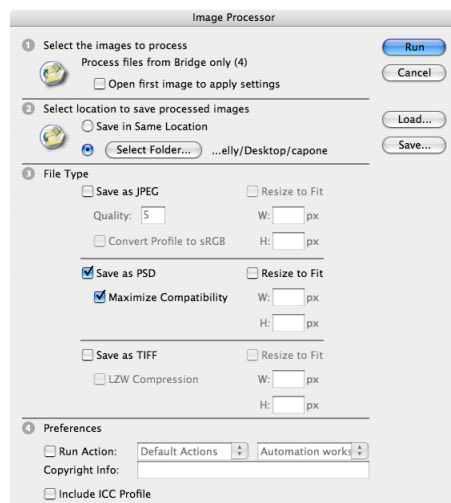 Image Processor
1 Select the images to process
Process files from Bridge only (4)
Open first image to apply settings
Run
Cancel
2 Select location to save processed images
Save in Same Location
Select Folder... ...elly/Desktop/capone
Load...
Save...
3 File Type
Save as JPEG Resize to Fit
Quality: 5 W: px
Convert Profile to sRGB H: px
Save as PSD Resize to Fit
Maximize Compatibility W: px
H: px
Save as TIFF Resize to Fit
LZW Compression W: px
H: px
4 Preferences
Run Action: Default Actions Automation works
Copyright Info:
Include ICC Profile